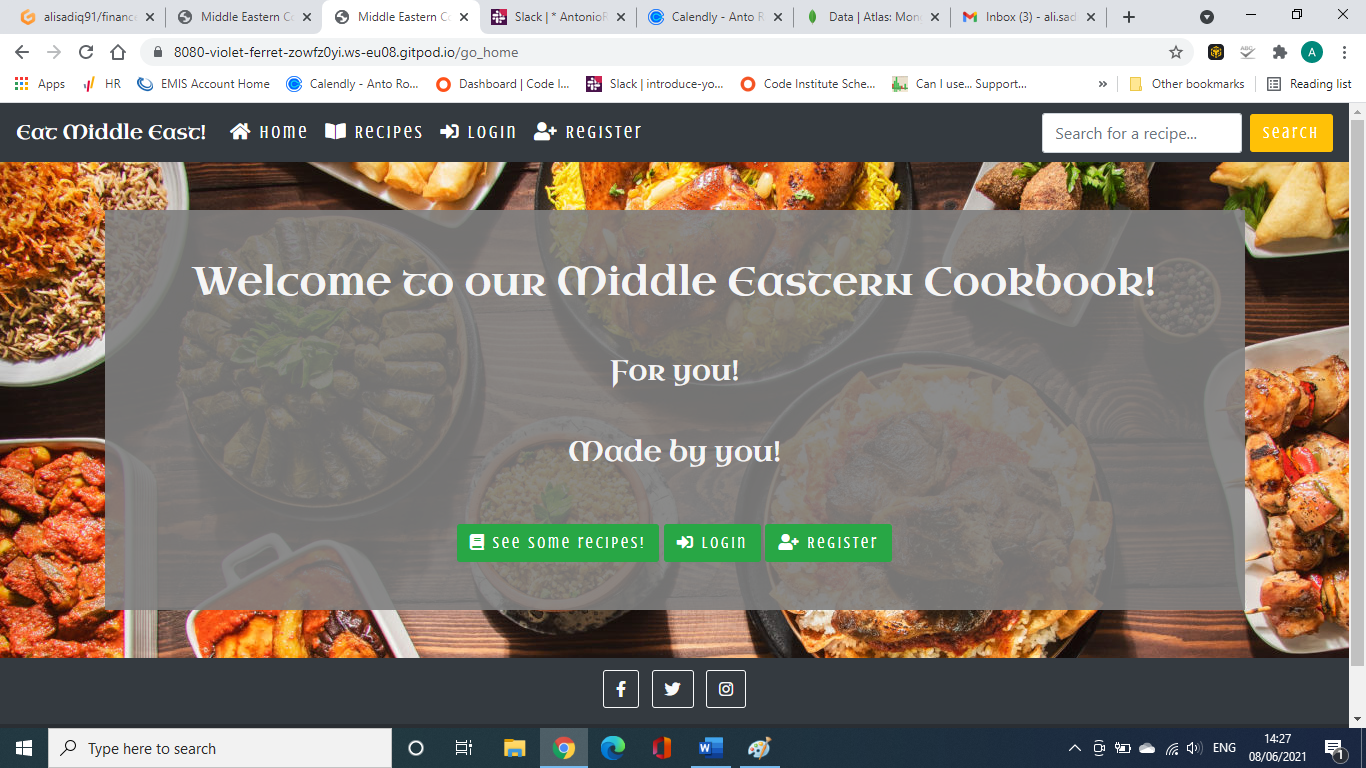 alisadiq91/financ
Middle Eastern Co
Middle Eastern Co
Slack | * AntonioR
Calendly - Anto R
Data | Atlas: Mon
Inbox (3) - ali.sad
8080-violet-ferret-zowfz0yi.ws-eu08.gitpod.io/go_home
A
Apps
HR
EMIS Account Home
Calendly - Anto Ro...
Dashboard | Code I...
Slack | introduce-yo...
Code Institute Sche...
Can I use... Support...
Other bookmarks
Reading list
Eat Middle East!
Home
Recipes
Login
Register
Search for a recipe...
Search
Welcome to our Middle Eastern Cookbook!
For you!
Made by you!
See some recipes!
Login
Register
Type here to search
ENG
14:27
08/06/2021
1